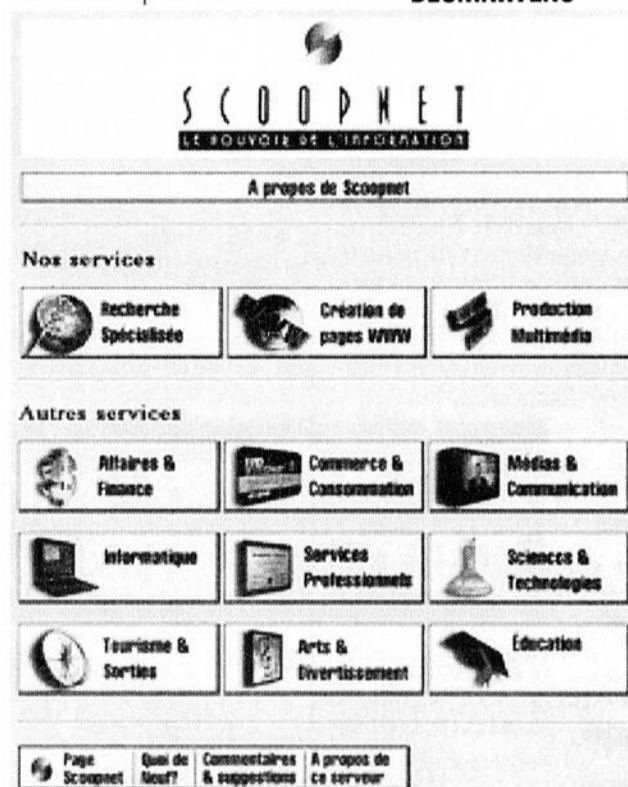 SCOOPNET
LE POUVOIR DE L'INFORMATION
A propos de Scoopnet
Nos services
Recherche
Spécialisée
Création de
pages WWW
Production
Multimédia
Autres services
Affaires &
Finance
Commerce &
Consommation
Médias &
Communication
Informatique
Services
Professionnels
Sciences &
Technologies
Tourisme &
Sorties
Arts &
Divertissement
Éducation
Page
Scoopnet
Quoi de
Neuf?
Commentaires
& suggestions
A propos de
ce serveur